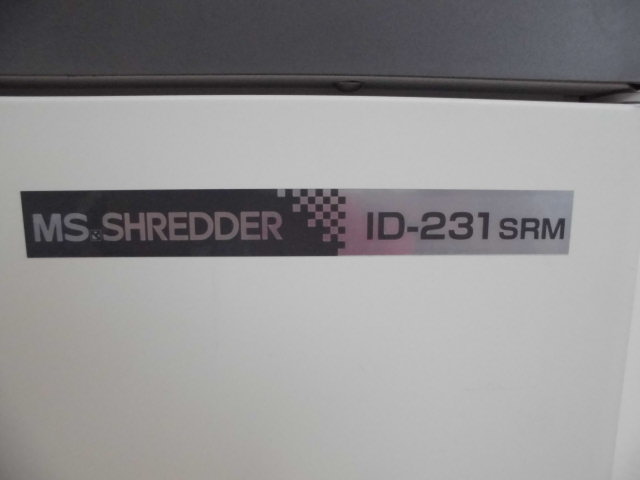 MS SHREDDER ID-231 SRM